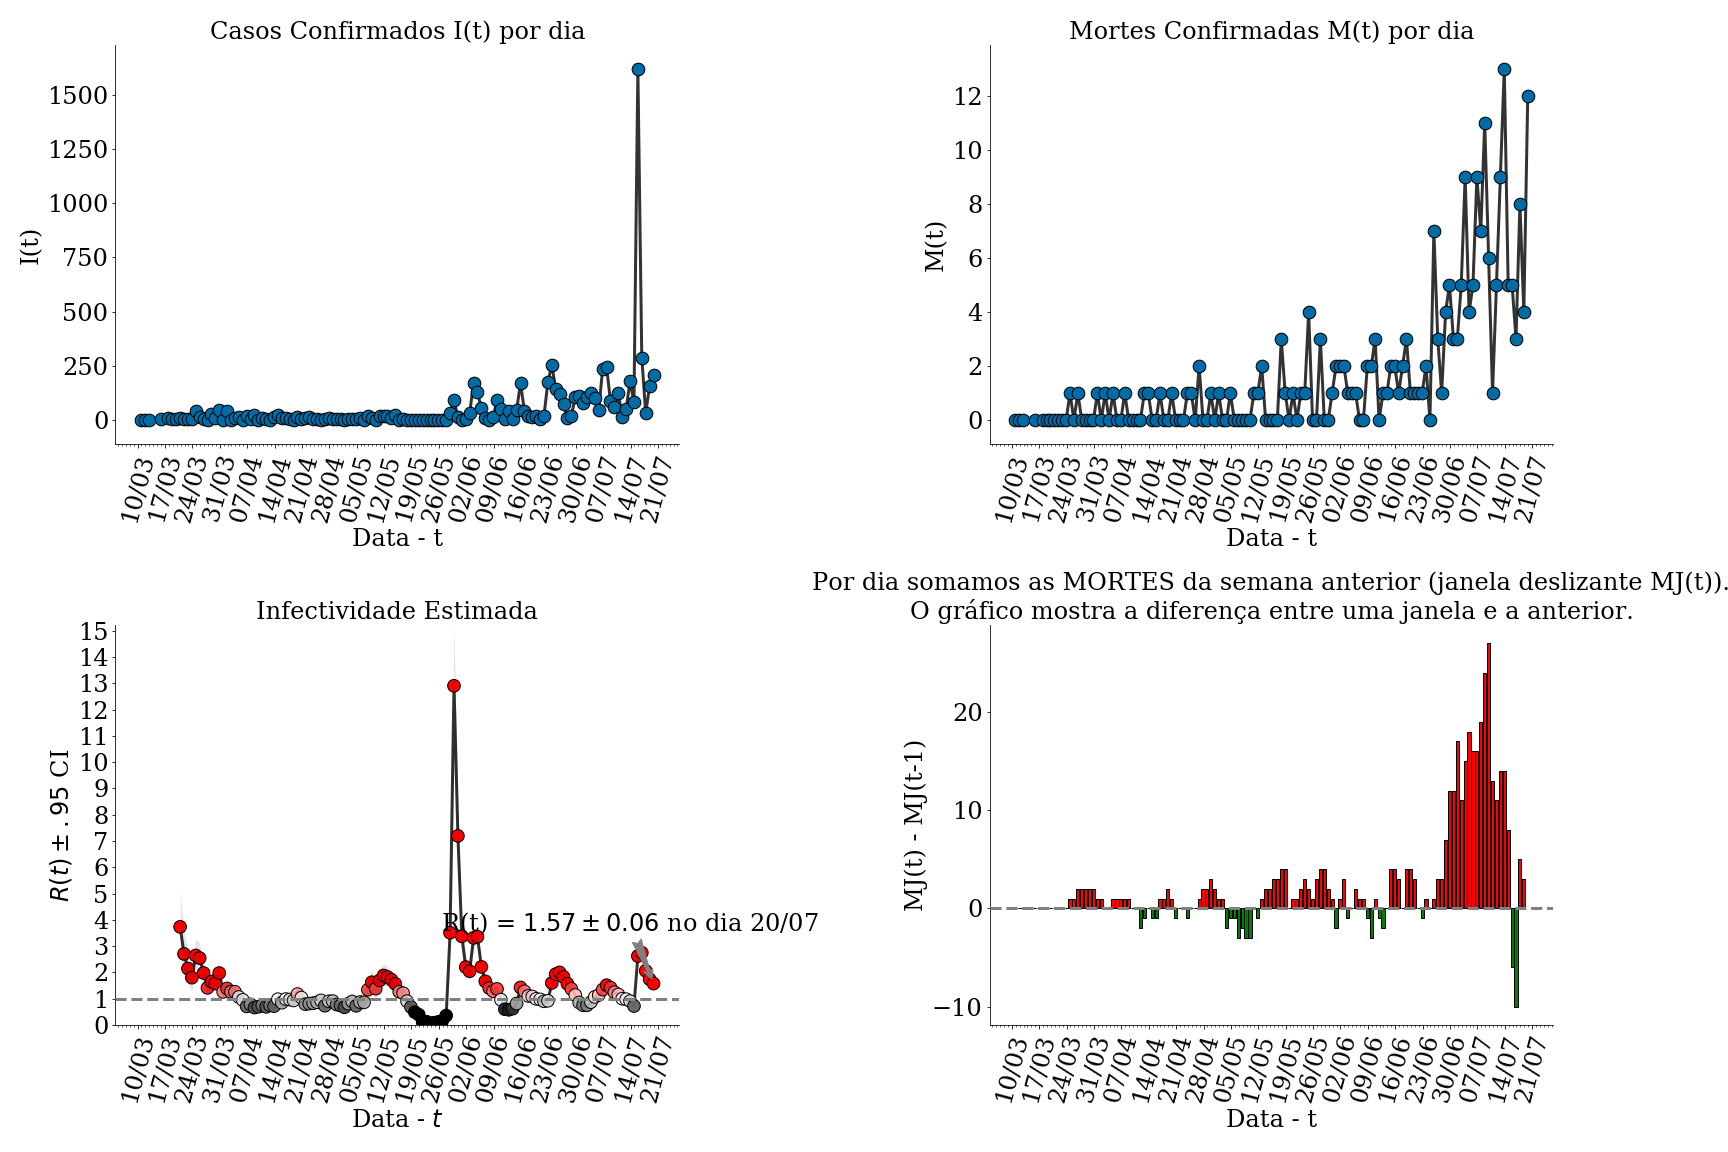 Casos Confirmados I(t) por dia
1500
1250
1000
750
500
250
0
I(t)
10/03 17/03 24/03 31/03 07/04 14/04 21/04 28/04 05/05 12/05 19/05 26/05 02/06 09/06 16/06 23/06 30/06 07/07 14/07 21/07
Data - t
Mortes Confirmadas M(t) por dia
12
10
8
6
4
2
0
M(t)
10/03 17/03 24/03 31/03 07/04 14/04 21/04 28/04 05/05 12/05 19/05 26/05 02/06 09/06 16/06 23/06 30/06 07/07 14/07 21/07
Data - t
Infectividade Estimada
15
14
13
12
11
10
9
8
7
6
5
4
3
2
1
0
R(t) ± .95 CI
R(t) = 1.57 ± 0.06 no dia 20/07
10/03 17/03 24/03 31/03 07/04 14/04 21/04 28/04 05/05 12/05 19/05 26/05 02/06 09/06 16/06 23/06 30/06 07/07 14/07 21/07
Data - t
Por dia somamos as MORTES da semana anterior (janela deslizante MJ(t)).
O gráfico mostra a diferença entre uma janela e a anterior.
20
10
0
−10
MJ(t) - MJ(t-1)
10/03 17/03 24/03 31/03 07/04 14/04 21/04 28/04 05/05 12/05 19/05 26/05 02/06 09/06 16/06 23/06 30/06 07/07 14/07 21/07
Data - t